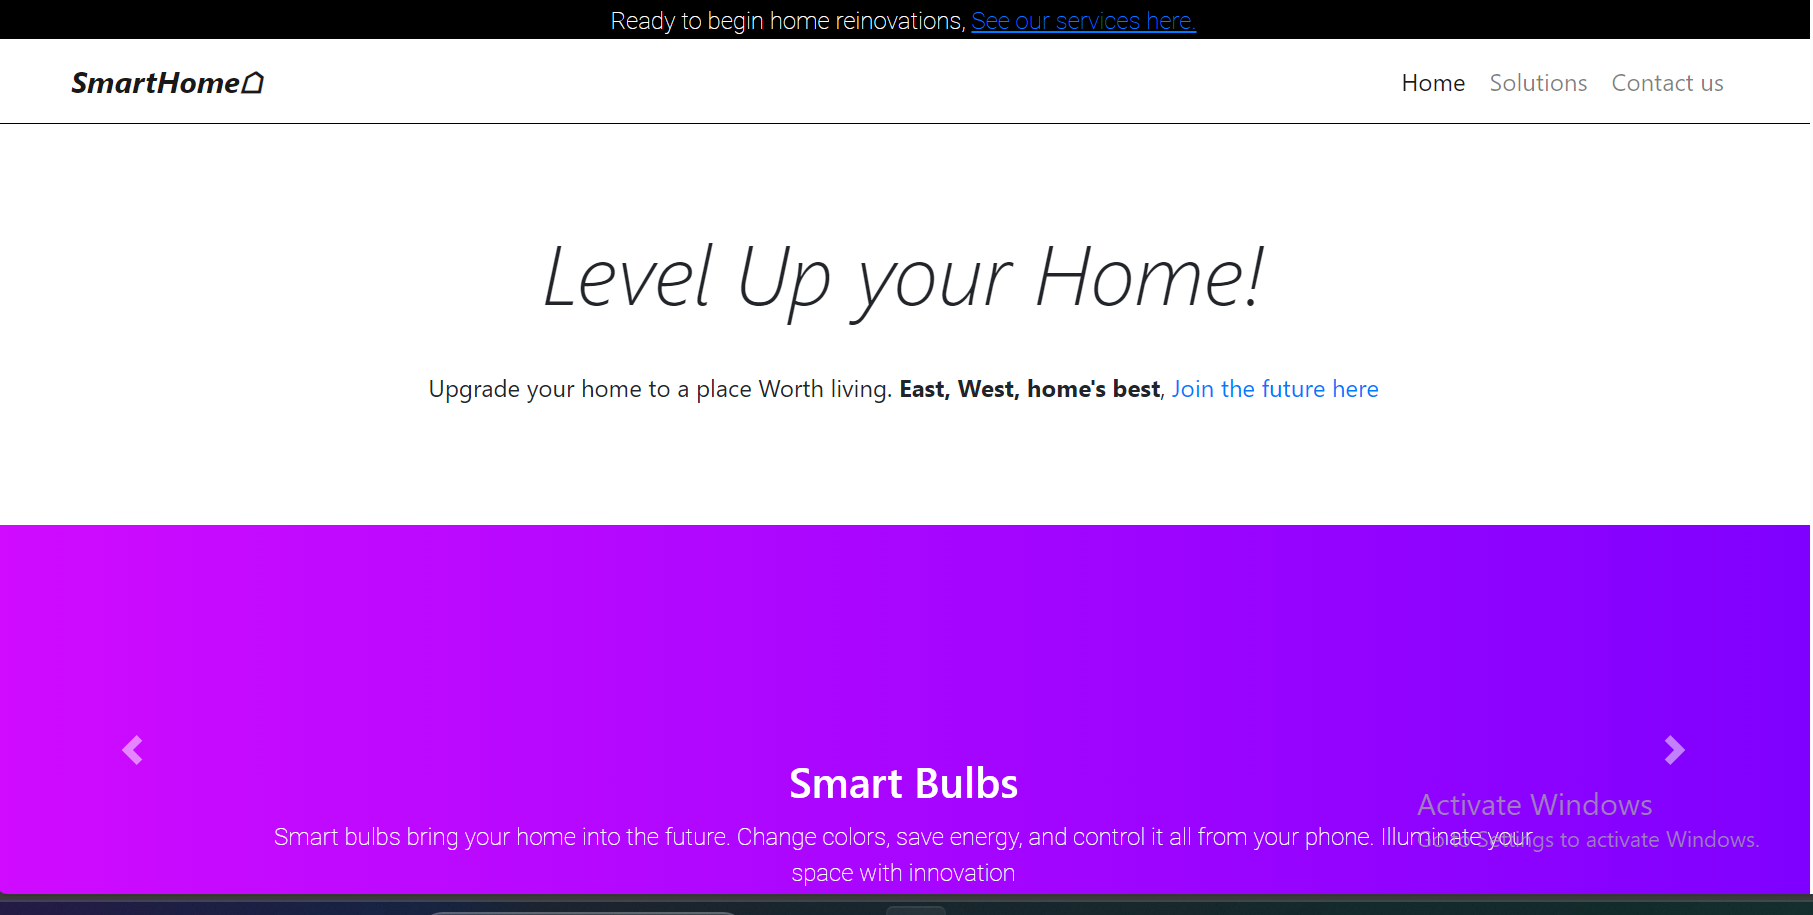 Ready to begin home reinovations, See our services here.
SmartHome
Home Solutions Contact us
Level Up your Home!
Upgrade your home to a place Worth living. East, West, home's best, Join the future here
Smart Bulbs
Smart bulbs bring your home into the future. Change colors, save energy, and control it all from your phone. Illuminate your
space with innovation
Activate Windows
Go to Settings to activate Windows.